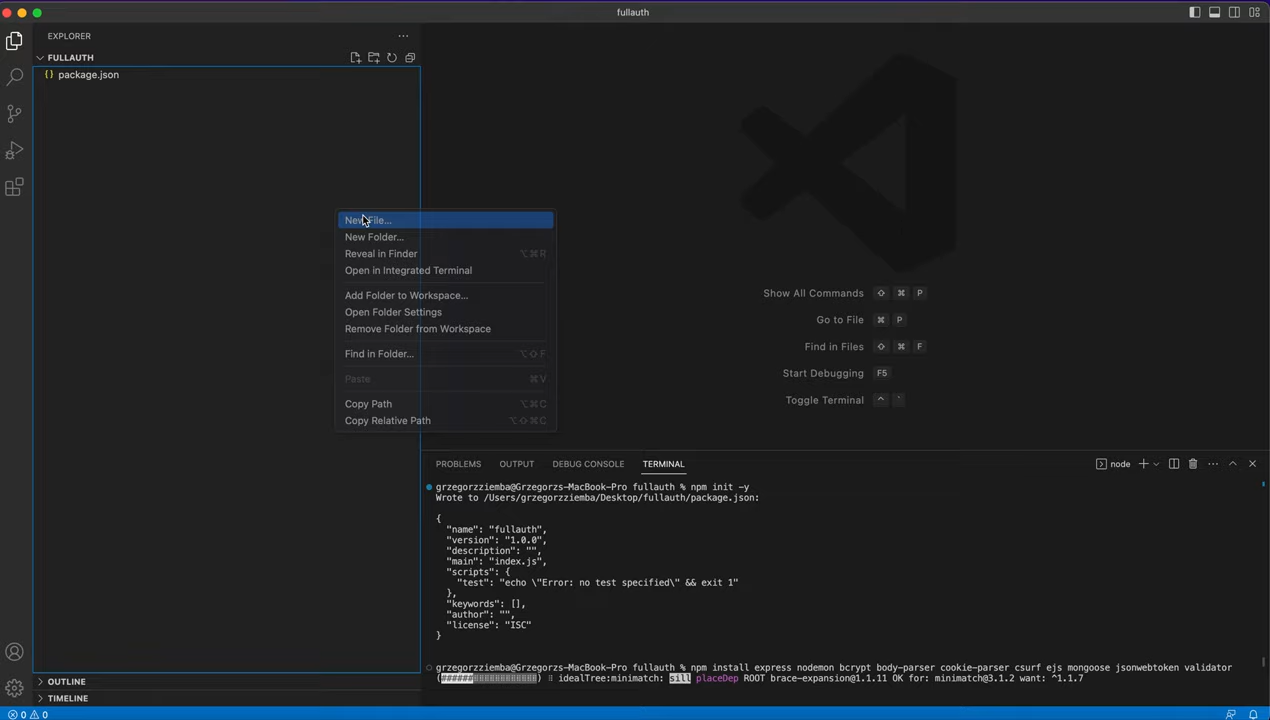 fullauth
EXPLORER
FULLAUTH
{} package.json
New File...
New Folder...
Reveal in Finder ⌥⌘R
Open in Integrated Terminal
Add Folder to Workspace...
Open Folder Settings
Remove Folder from Workspace
Find in Folder... ⌥⇧F
Paste ⌘V
Copy Path ⌥⌘C
Copy Relative Path ⌥⇧⌘C
Show All Commands ⇧ ⌘ P
Go to File ⌘ P
Find in Files ⇧ ⌘ F
Start Debugging F5
Toggle Terminal ^ `
PROBLEMS OUTPUT DEBUG CONSOLE TERMINAL
node
grzegorzziemba@Grzegorzs-MacBook-Pro fullauth % npm init -y
Wrote to /Users/grzegorzziemba/Desktop/fullauth/package.json:
{
"name": "fullauth",
"version": "1.0.0",
"description": "",
"main": "index.js",
"scripts": {
"test": "echo \"Error: no test specified\" && exit 1"
},
"keywords": [],
"author": "",
"license": "ISC"
}
grzegorzziemba@Grzegorzs-MacBook-Pro fullauth % npm install express nodemon bcrypt body-parser cookie-parser csurf ejs mongoose jsonwebtoken validator
(######⠂⠂⠂⠂⠂⠂⠂⠂⠂⠂⠂⠂) ⠸ idealTree:minimatch: sill placeDep ROOT brace-expansion@1.1.11 OK for: minimatch@3.1.2 want: ^1.1.7
OUTLINE
TIMELINE
0 0